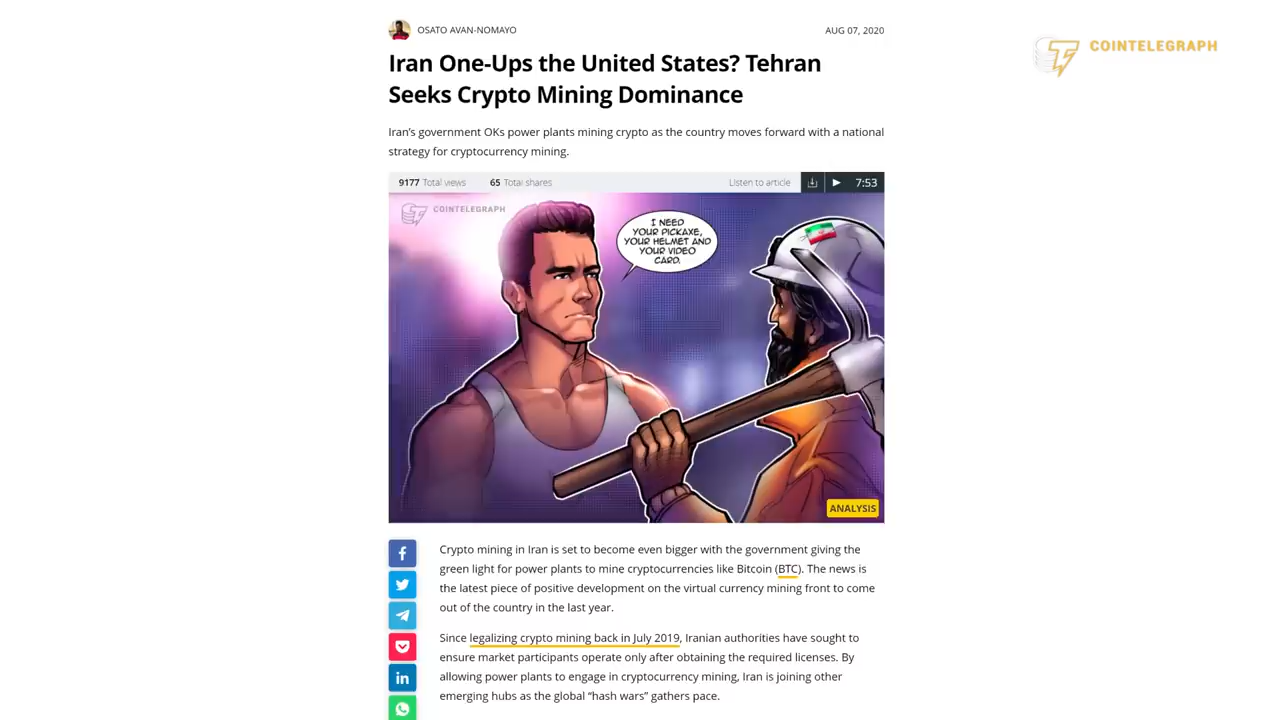 OSATO AVAN-NOMAYO
AUG 07, 2020
COINTELEGRAPH
Iran One-Ups the United States? Tehran
Seeks Crypto Mining Dominance
Iran's government OKs power plants mining crypto as the country moves forward with a national
strategy for cryptocurrency mining.
9177 Total views 65 Total shares
Listen to article 7:53
COINTELEGRAPH
I NEED
YOUR PICKAXE,
YOUR HELMET AND
YOUR VIDEO
CARD.
ANALYSIS
Crypto mining in Iran is set to become even bigger with the government giving the
green light for power plants to mine cryptocurrencies like Bitcoin (BTC). The news is
the latest piece of positive development on the virtual currency mining front to come
out of the country in the last year.
Since legalizing crypto mining back in July 2019, Iranian authorities have sought to
ensure market participants operate only after obtaining the required licenses. By
allowing power plants to engage in cryptocurrency mining, Iran is joining other
emerging hubs as the global “hash wars” gathers pace.